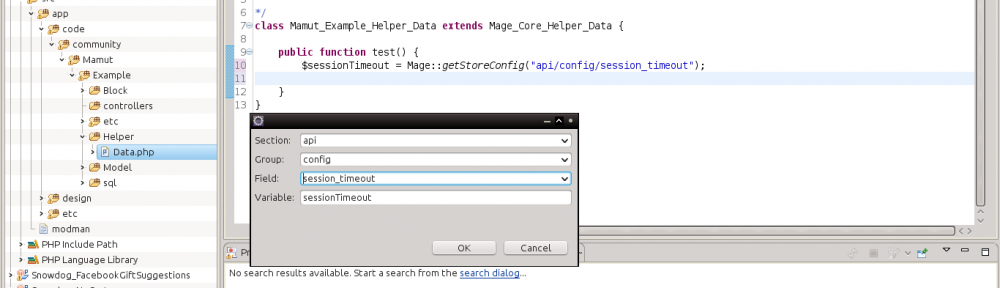 app
code
community
Mamut
Example
Block
controllers
etc
Helper
Data.php
Model
sql
design
etc
modman
PHP Include Path
PHP Language Library
Snowdog_FacebookGiftSuggestions
6 */
7 class Mamut_Example_Helper_Data extends Mage_Core_Helper_Data {
8
9 public function test() {
10 $sessionTimeout = Mage::getStoreConfig("api/config/session_timeout");
11
12 }
13 }
Section: api
Group: config
Field: session_timeout
Variable: sessionTimeout
OK Cancel
No search results available. Start a search from the search dialog...